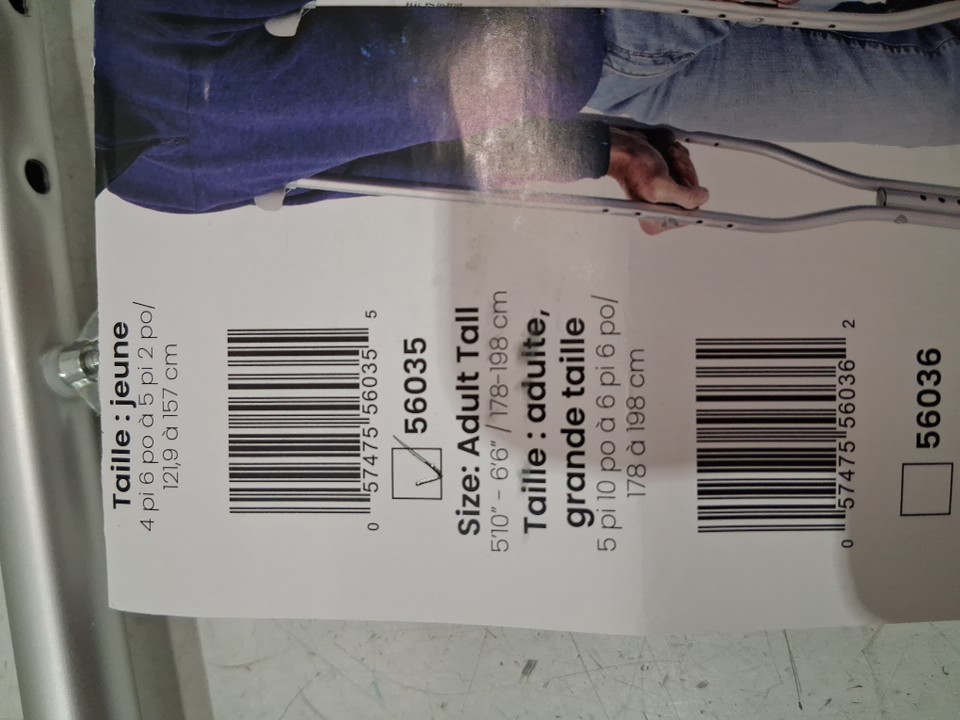 Taille : jeune
4 pi 6 po à 5 pi 2 po/
121,9 à 157 cm
0 57475 56035 5
56035
Size: Adult Tall
5'10" - 6'6" / 178-198 cm
Taille : adulte,
grande taille
5 pi 10 po à 6 pi 6 po/
178 à 198 cm
0 57475 56036 2
56036